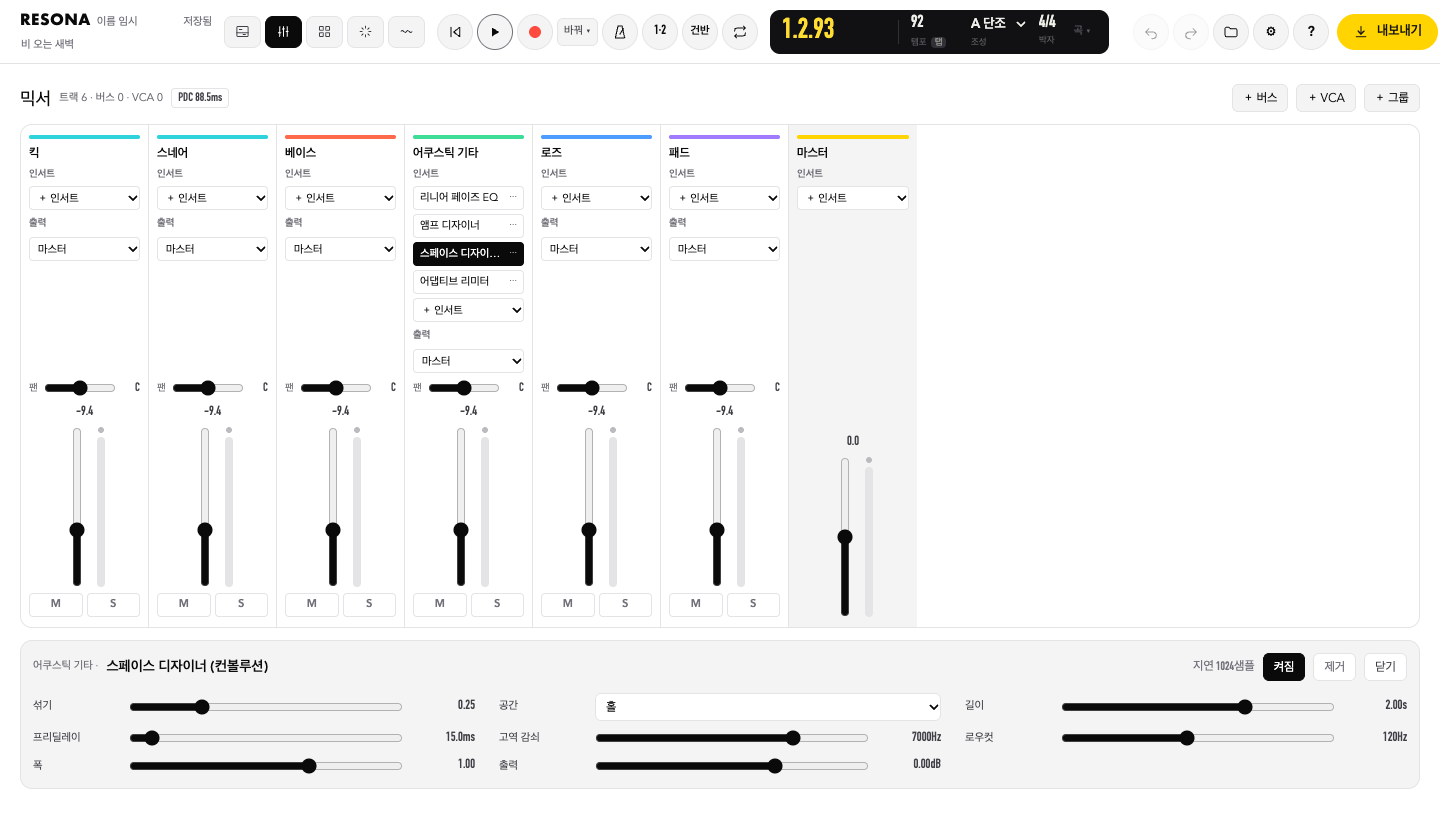 RESONA 이름 임시 저장됨
비 오는 새벽
바꿔
1·2
건반
1.2.93
92
템포 탭
A 단조
조성
4/4
박자
곡
?
내보내기
믹서 트랙 6 · 버스 0 · VCA 0 PDC 88.5ms
+ 버스 + VCA + 그룹
킥 스네어 베이스 어쿠스틱 기타 로즈 패드 마스터
인서트 인서트 인서트 인서트 인서트 인서트 인서트
+ 인서트 + 인서트 + 인서트 리니어 페이즈 EQ ... + 인서트 + 인서트 + 인서트
출력 출력 출력 앰프 디자이너 ... 출력 출력
마스터 마스터 마스터 스페이스 디자이... ... 마스터 마스터
어댑티브 리미터 ...
+ 인서트
출력
마스터
팬 C 팬 C 팬 C 팬 C 팬 C 팬 C
-9.4 -9.4 -9.4 -9.4 -9.4 -9.4
0.0
M S M S M S M S M S M S
어쿠스틱 기타 · 스페이스 디자이너 (컨볼루션) 지연 1024샘플 켜짐 제거 닫기
섞기 0.25 공간 홀 길이 2.00s
프리딜레이 15.0ms 고역 감쇠 7000Hz 로우컷 120Hz
폭 1.00 출력 0.00dB